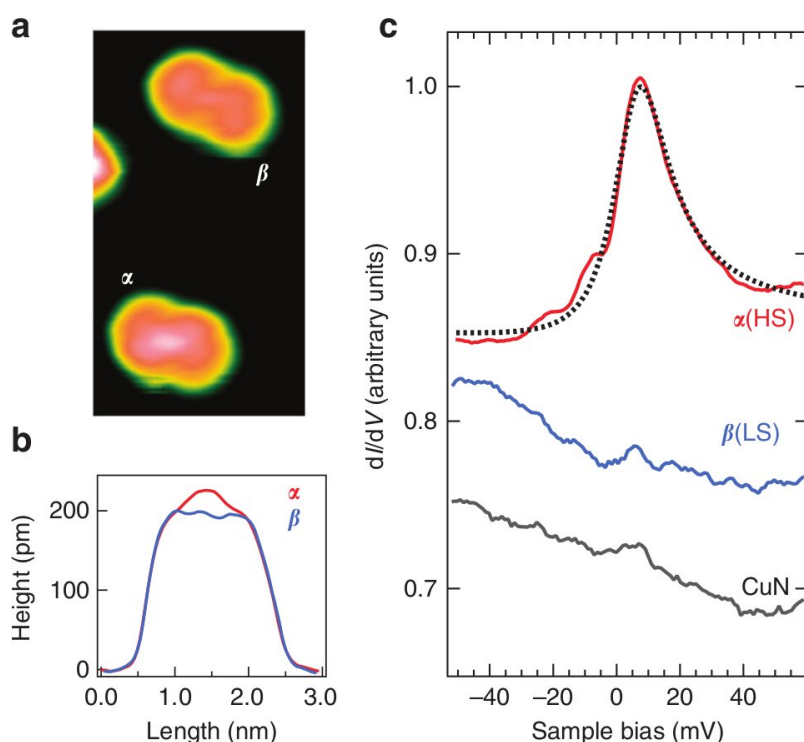 a
β
α
b
α
β
200
100
0
Height (pm)
0.0 1.0 2.0 3.0
Length (nm)
c
1.0
0.9
0.8
0.7
dI/dV (arbitrary units)
α(HS)
β(LS)
CuN
−40 −20 0 20 40
Sample bias (mV)